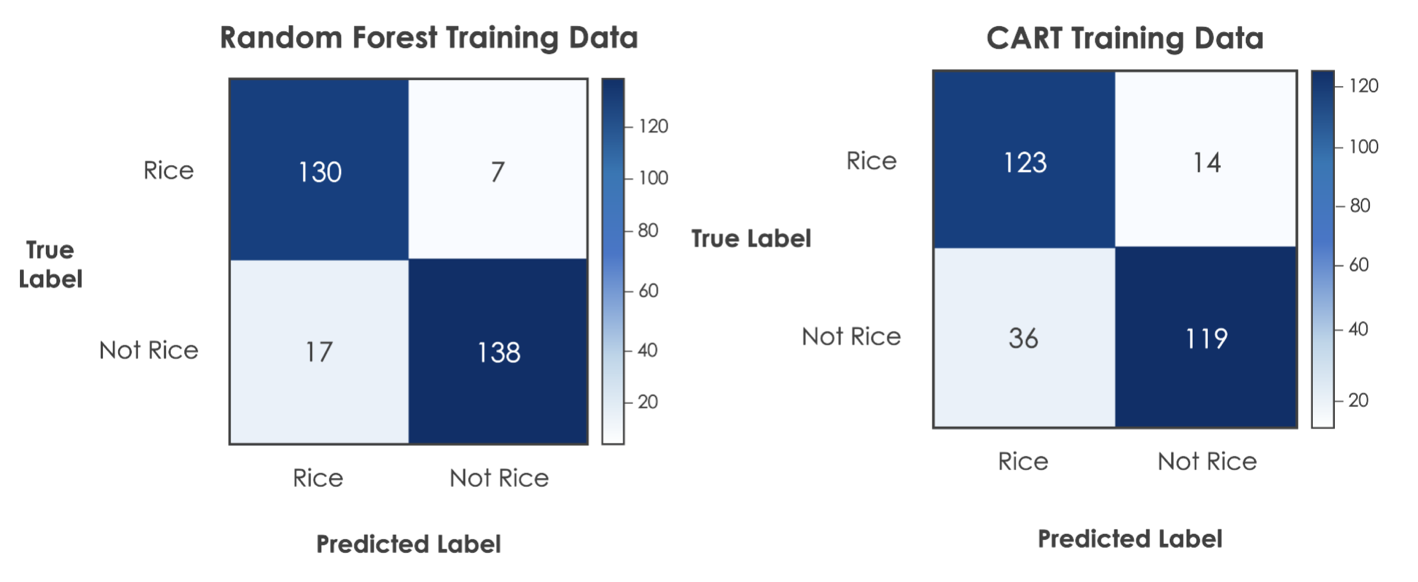 Random Forest Training Data
Rice
130
7
120
100
80
60
40
20
True
Label
Not Rice
17
138
Rice
Not Rice
Predicted Label
CART Training Data
Rice
123
14
120
100
80
60
40
20
True Label
Not Rice
36
119
Rice
Not Rice
Predicted Label